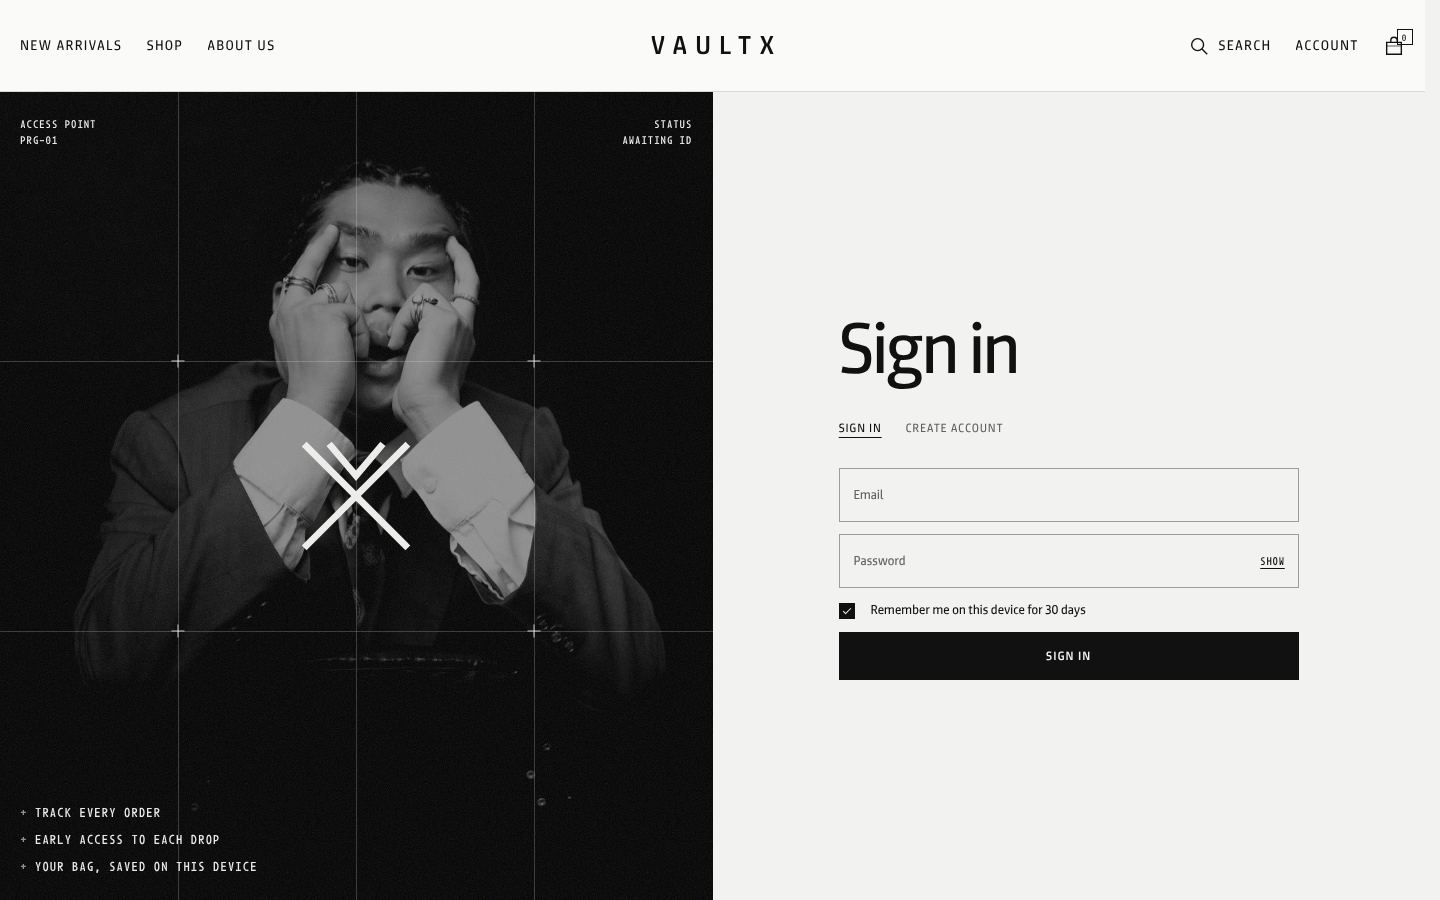 NEW ARRIVALS SHOP ABOUT US
VAULTX
SEARCH ACCOUNT 0
ACCESS POINT
PRG-01
STATUS
AWAITING ID
+ TRACK EVERY ORDER
+ EARLY ACCESS TO EACH DROP
+ YOUR BAG, SAVED ON THIS DEVICE
Sign in
SIGN IN CREATE ACCOUNT
Email
Password SHOW
Remember me on this device for 30 days
SIGN IN